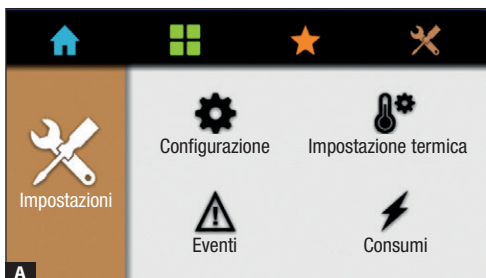 Configurazione
Impostazione termica
Impostazioni
Eventi
Consumi
A